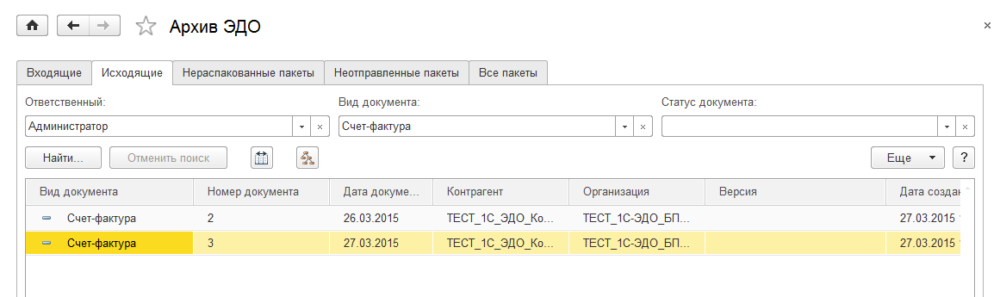 Архив ЭДО
Входящие Исходящие Нераспакованные пакеты Неотправленные пакеты Все пакеты
Ответственный: Вид документа: Статус документа:
Администратор Счет-фактура
Найти... Отменить поиск Еще ?
Вид документа Номер документа Дата докуме... Контрагент Организация Версия Дата создан
Счет-фактура 2 26.03.2015 ТЕСТ_1С_ЭДО_Ко... ТЕСТ_1С-ЭДО_БП... 27.03.2015
Счет-фактура 3 27.03.2015 ТЕСТ_1С_ЭДО_Ко... ТЕСТ_1С-ЭДО_БП... 27.03.2015